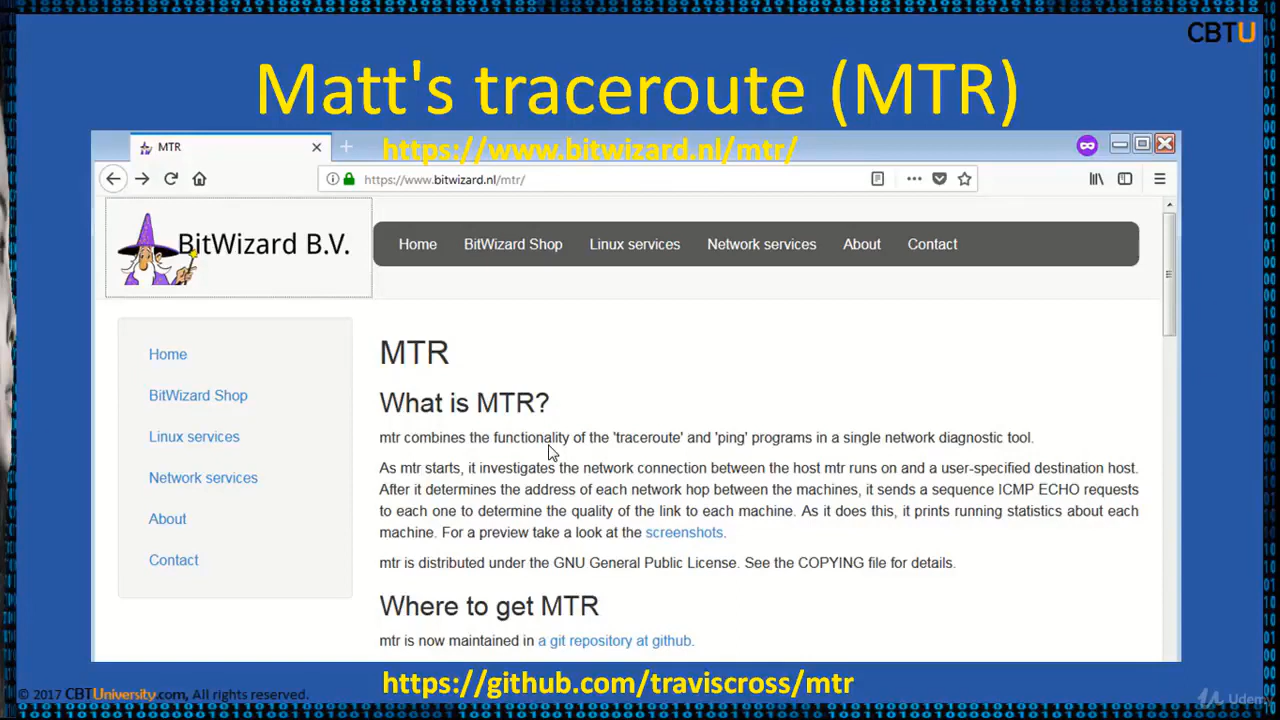 CBTU
Matt's traceroute (MTR)
MTR
https://www.bitwizard.nl/mtr/
https://www.bitwizard.nl/mtr/
BitWizard B.V.
Home BitWizard Shop Linux services Network services About Contact
Home
BitWizard Shop
Linux services
Network services
About
Contact
MTR
What is MTR?
mtr combines the functionality of the 'traceroute' and 'ping' programs in a single network diagnostic tool.
As mtr starts, it investigates the network connection between the host mtr runs on and a user-specified destination host.
After it determines the address of each network hop between the machines, it sends a sequence ICMP ECHO requests
to each one to determine the quality of the link to each machine. As it does this, it prints running statistics about each
machine. For a preview take a look at the screenshots.
mtr is distributed under the GNU General Public License. See the COPYING file for details.
Where to get MTR
mtr is now maintained in a git repository at github.
https://github.com/traviscross/mtr
© 2017 CBTUniversity.com, All rights reserved.
Udemy